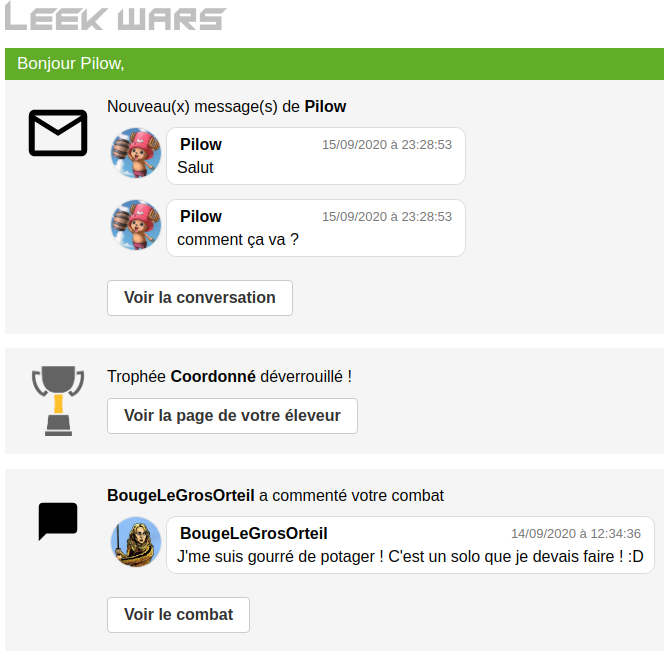 LEEK WARS
Bonjour Pilow,
Nouveau(x) message(s) de Pilow
Pilow 15/09/2020 à 23:28:53
Salut
Pilow 15/09/2020 à 23:28:53
comment ça va ?
Voir la conversation
Trophée Coordonné déverrouillé !
Voir la page de votre éleveur
BougeLeGrosOrteil a commenté votre combat
BougeLeGrosOrteil 14/09/2020 à 12:34:36
J'me suis gourré de potager ! C'est un solo que je devais faire ! :D
Voir le combat